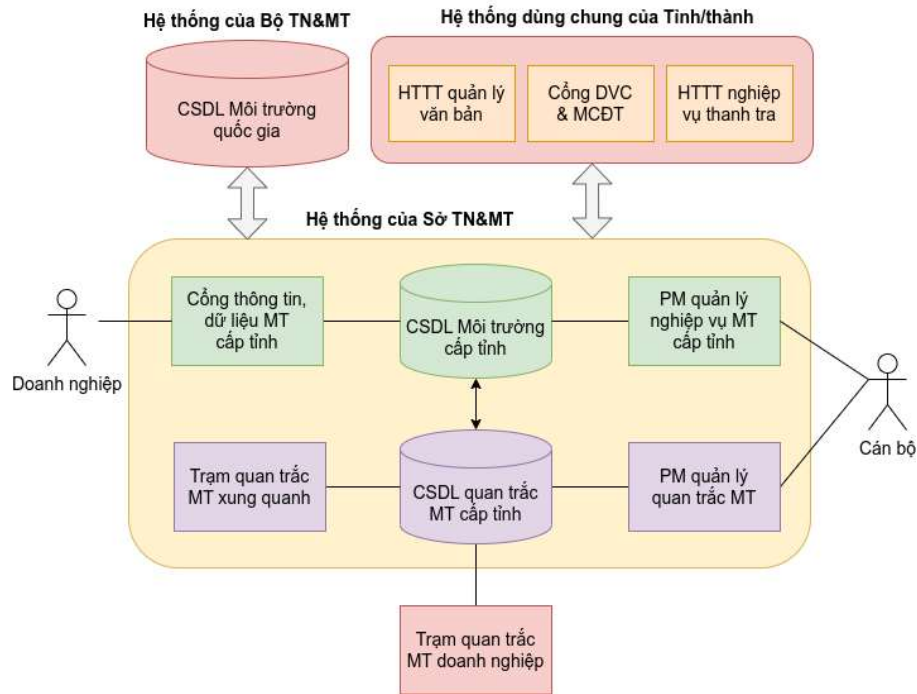 Hệ thống của Bộ TN&MT
Hệ thống dùng chung của Tỉnh/thành
CSDL Môi trường
quốc gia
HTTT quản lý
văn bản
Cổng DVC
& MCĐT
HTTT nghiệp
vụ thanh tra
Hệ thống của Sở TN&MT
Cổng thông tin,
dữ liệu MT
cấp tỉnh
CSDL Môi trường
cấp tỉnh
PM quản lý
nghiệp vụ MT
cấp tỉnh
Doanh nghiệp
Cán bộ
Trạm quan trắc
MT xung quanh
CSDL quan trắc
MT cấp tỉnh
PM quản lý
quan trắc MT
Trạm quan trắc
MT doanh nghiệp